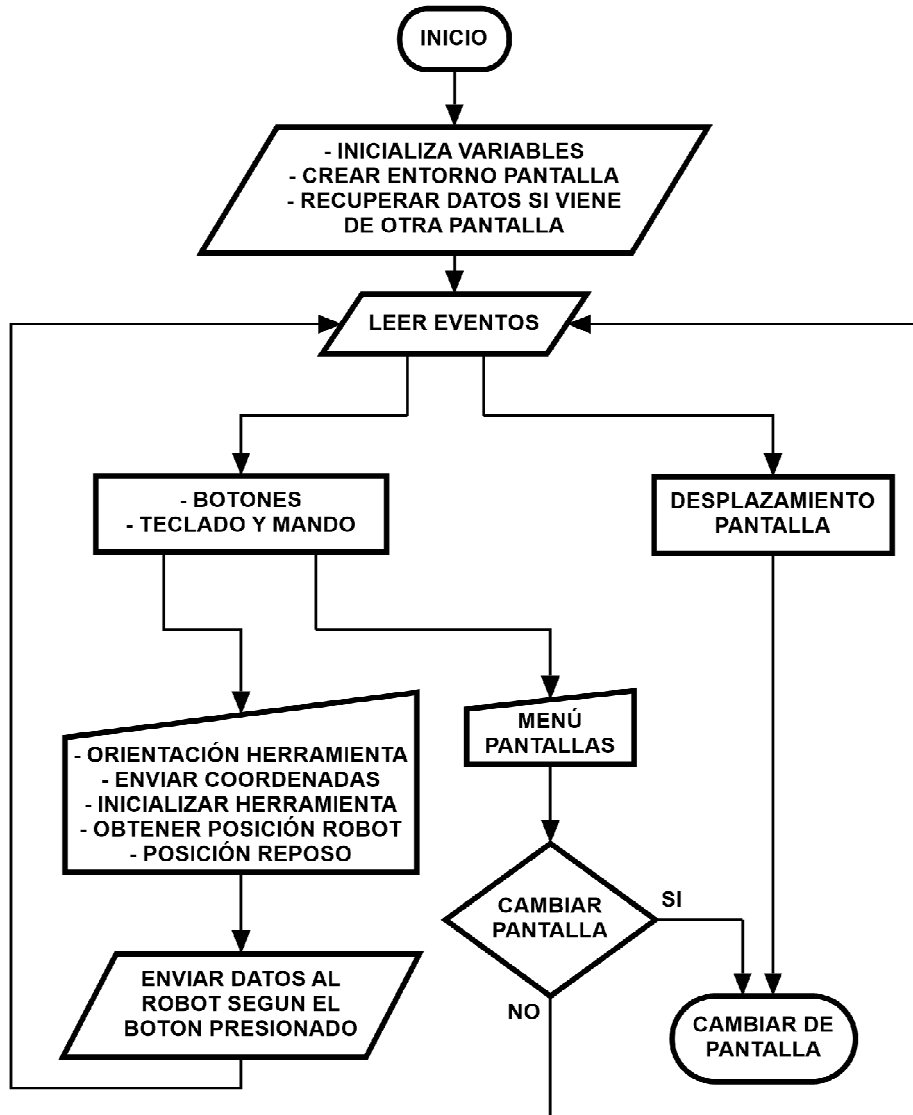 INICIO
- INICIALIZA VARIABLES
- CREAR ENTORNO PANTALLA
- RECUPERAR DATOS SI VIENE
DE OTRA PANTALLA
LEER EVENTOS
- BOTONES
- TECLADO Y MANDO
DESPLAZAMIENTO
PANTALLA
- ORIENTACIÓN HERRAMIENTA
- ENVIAR COORDENADAS
- INICIALIZAR HERRAMIENTA
- OBTENER POSICIÓN ROBOT
- POSICIÓN REPOSO
MENÚ
PANTALLAS
CAMBIAR
PANTALLA
SI
NO
ENVIAR DATOS AL
ROBOT SEGUN EL
BOTON PRESIONADO
CAMBIAR DE
PANTALLA